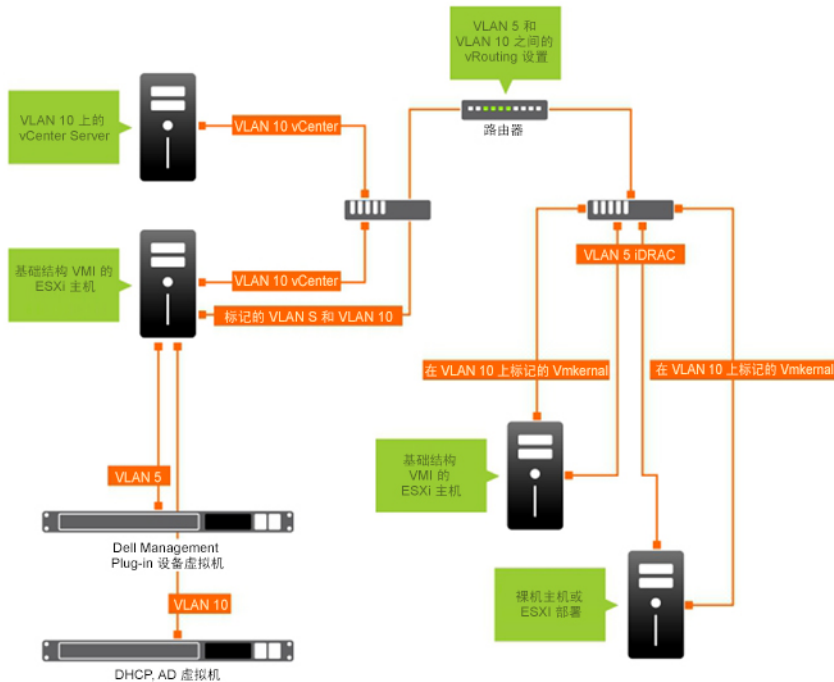 VLAN 5 和
VLAN 10 之间的
vRouting 设置
路由器
VLAN 10 上的
vCenter Server
VLAN 10 vCenter
基础结构 VMI 的
ESXi 主机
VLAN 10 vCenter
标记的 VLAN S 和 VLAN 10
VLAN 5 iDRAC
在 VLAN 10 上标记的 Vmkernal
在 VLAN 10 上标记的 Vmkernal
基础结构
VMI 的
ESXi 主机
VLAN 5
Dell Management
Plug-in 设备虚拟机
VLAN 10
裸机主机或
ESXI 部署
DHCP, AD 虚拟机